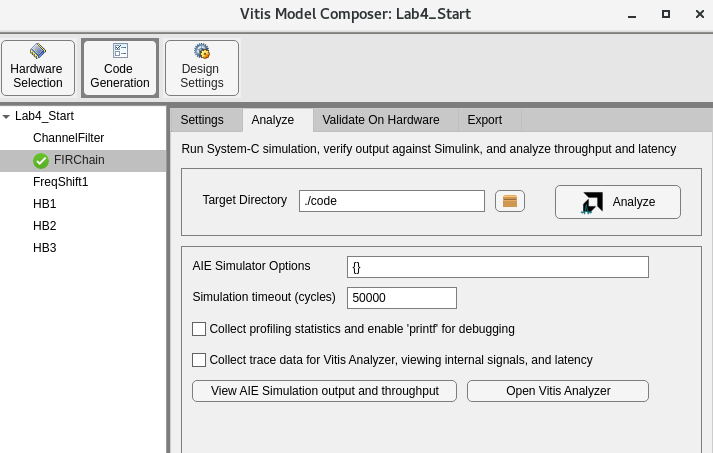 Vitis Model Composer: Lab4_Start
Hardware
Selection
Code
Generation
Design
Settings
Lab4_Start
ChannelFilter
FIRChain
FreqShift1
HB1
HB2
HB3
Settings
Analyze
Validate On Hardware
Export
Run System-C simulation, verify output against Simulink, and analyze throughput and latency
Target Directory
./code
Analyze
AIE Simulator Options
{}
Simulation timeout (cycles)
50000
Collect profiling statistics and enable 'printf' for debugging
Collect trace data for Vitis Analyzer, viewing internal signals, and latency
View AIE Simulation output and throughput
Open Vitis Analyzer